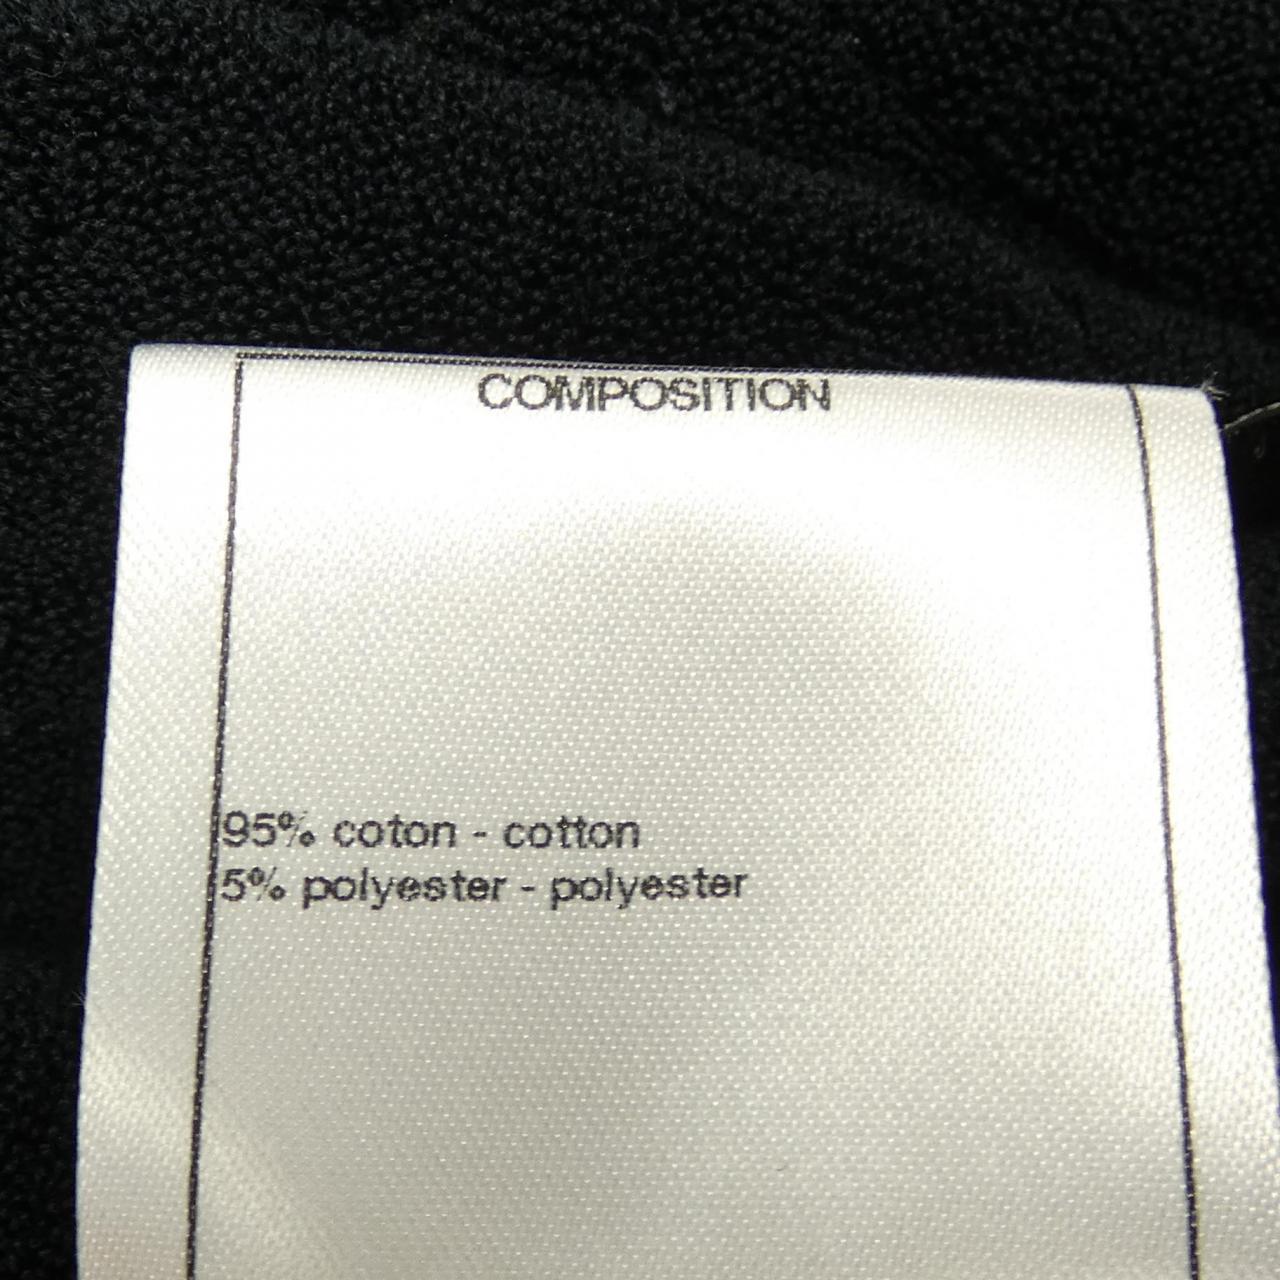 COMPOSITION
95% coton - cotton
5% polyester - polyester